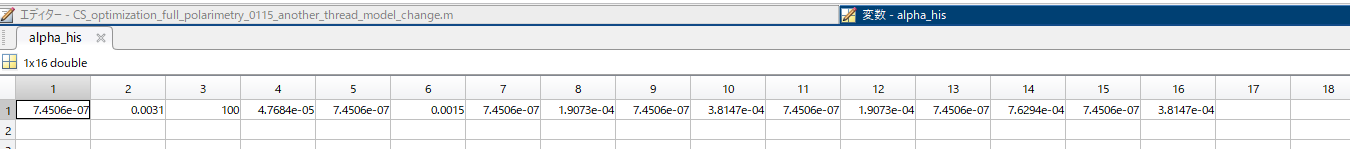 エディター - CS_optimization_full_polarimetry_0115_another_thread_model_change.m
変数 - alpha_his
alpha_his
1x16 double
1 2 3 4 5 6 7 8 9 10 11 12 13 14 15 16 17 18
1 7.4506e-07 0.0031 100 4.7684e-05 7.4506e-07 0.0015 7.4506e-07 1.9073e-04 7.4506e-07 3.8147e-04 7.4506e-07 1.9073e-04 7.4506e-07 7.6294e-04 7.4506e-07 3.8147e-04
2